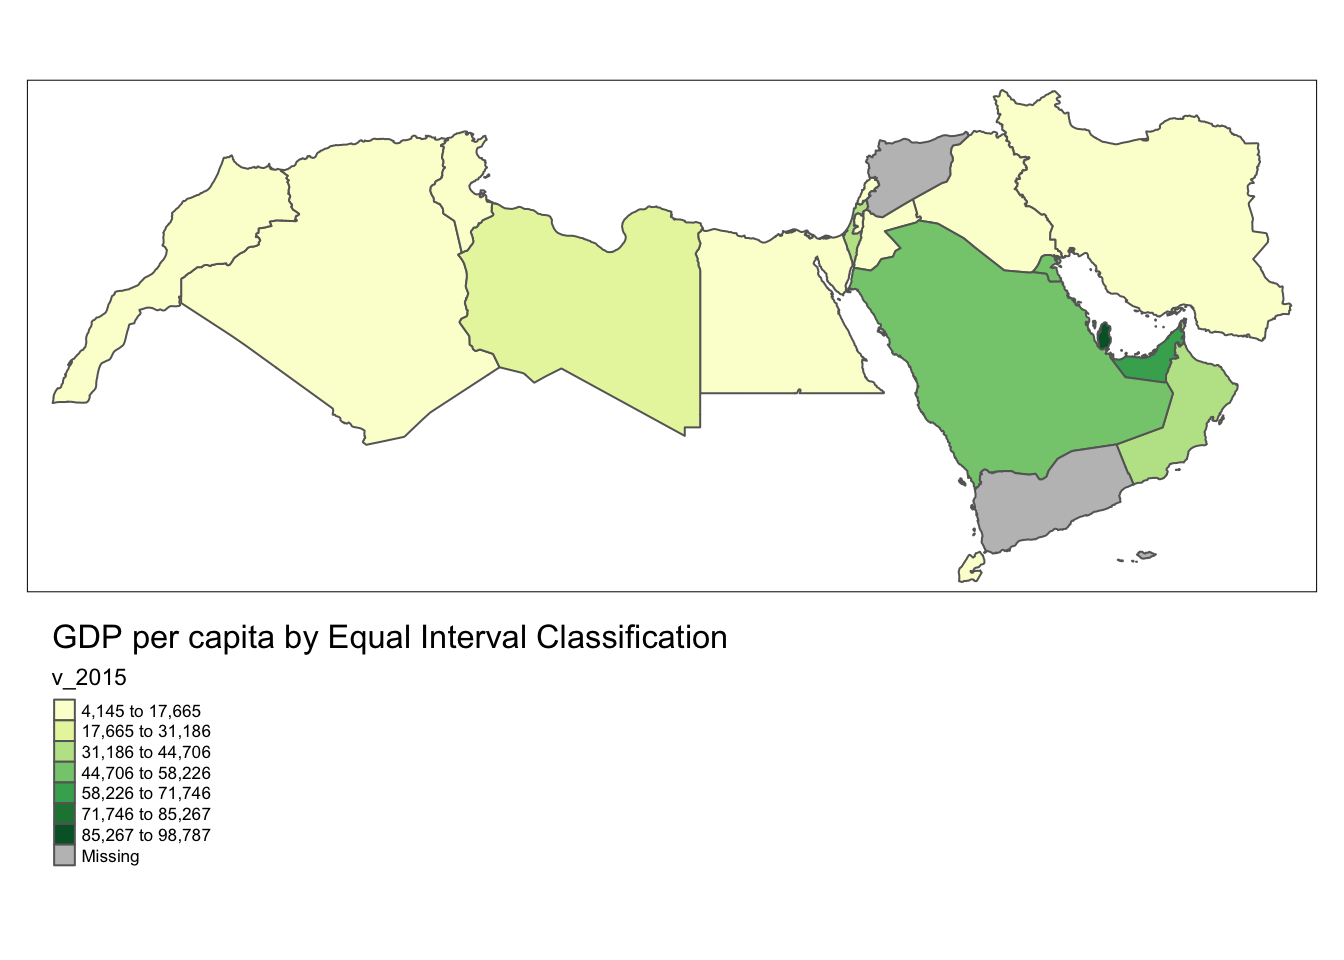 GDP per capita by Equal Interval Classification
v_2015
4,145 to 17,665
17,665 to 31,186
31,186 to 44,706
44,706 to 58,226
58,226 to 71,746
71,746 to 85,267
85,267 to 98,787
Missing